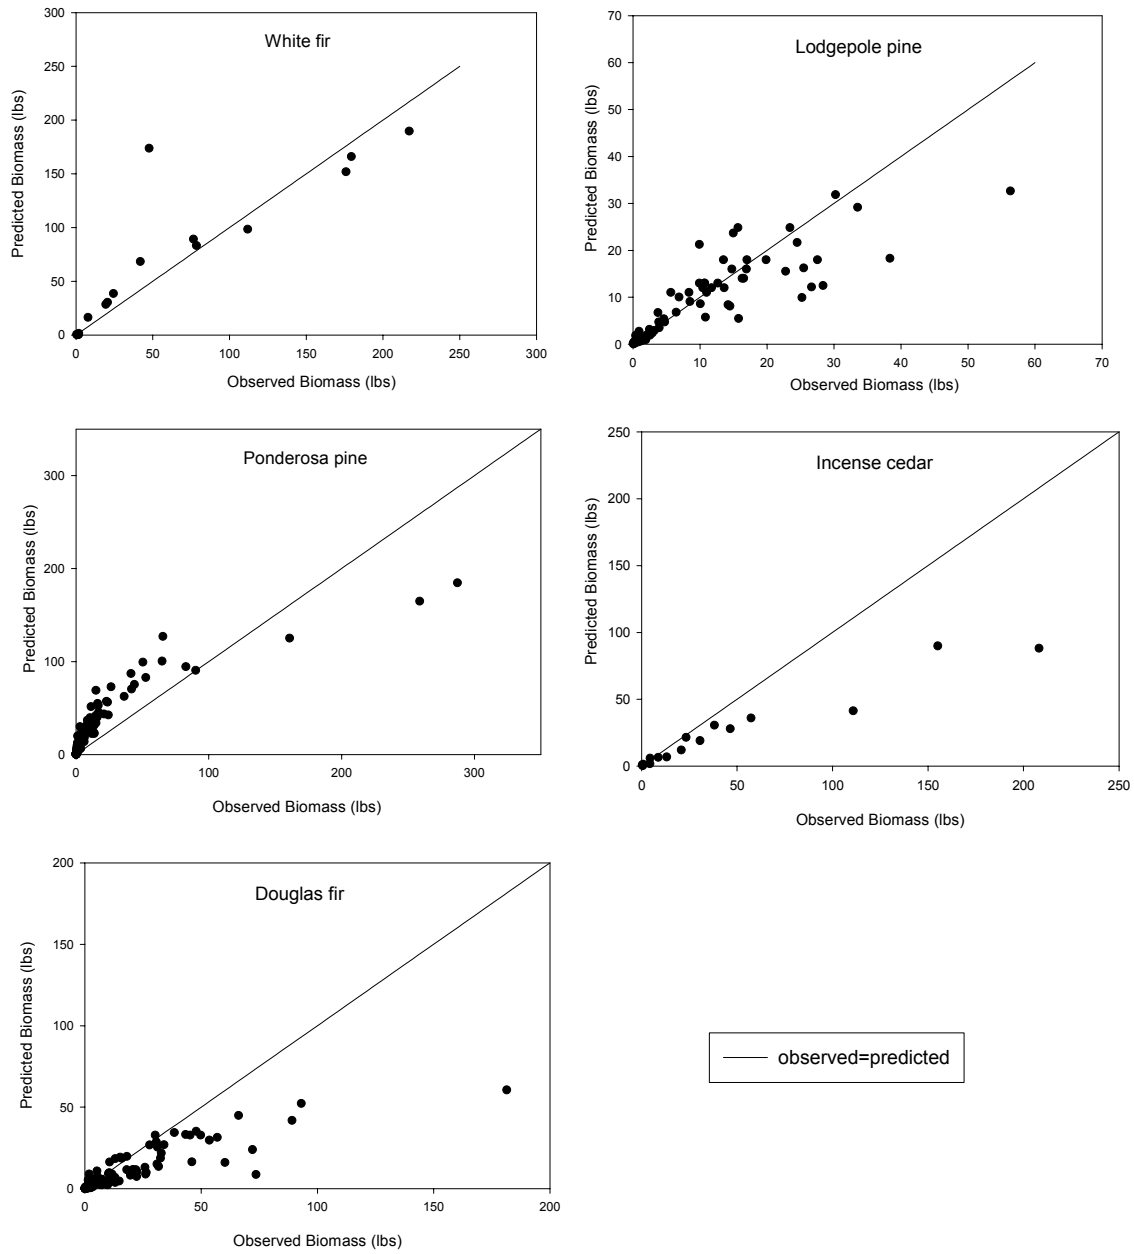 White fir
Predicted Biomass (lbs)
300
250
200
150
100
50
0
0 50 100 150 200 250 300
Observed Biomass (lbs)
Lodgepole pine
Predicted Biomass (lbs)
70
60
50
40
30
20
10
0
0 10 20 30 40 50 60 70
Observed Biomass (lbs)
Ponderosa pine
Predicted Biomass (lbs)
300
200
100
0
0 100 200 300
Observed Biomass (lbs)
Incense cedar
Predicted Biomass (lbs)
250
200
150
100
50
0
0 50 100 150 200 250
Observed Biomass (lbs)
Douglas fir
Predicted Biomass (lbs)
200
150
100
50
0
0 50 100 150 200
Observed Biomass (lbs)
observed=predicted